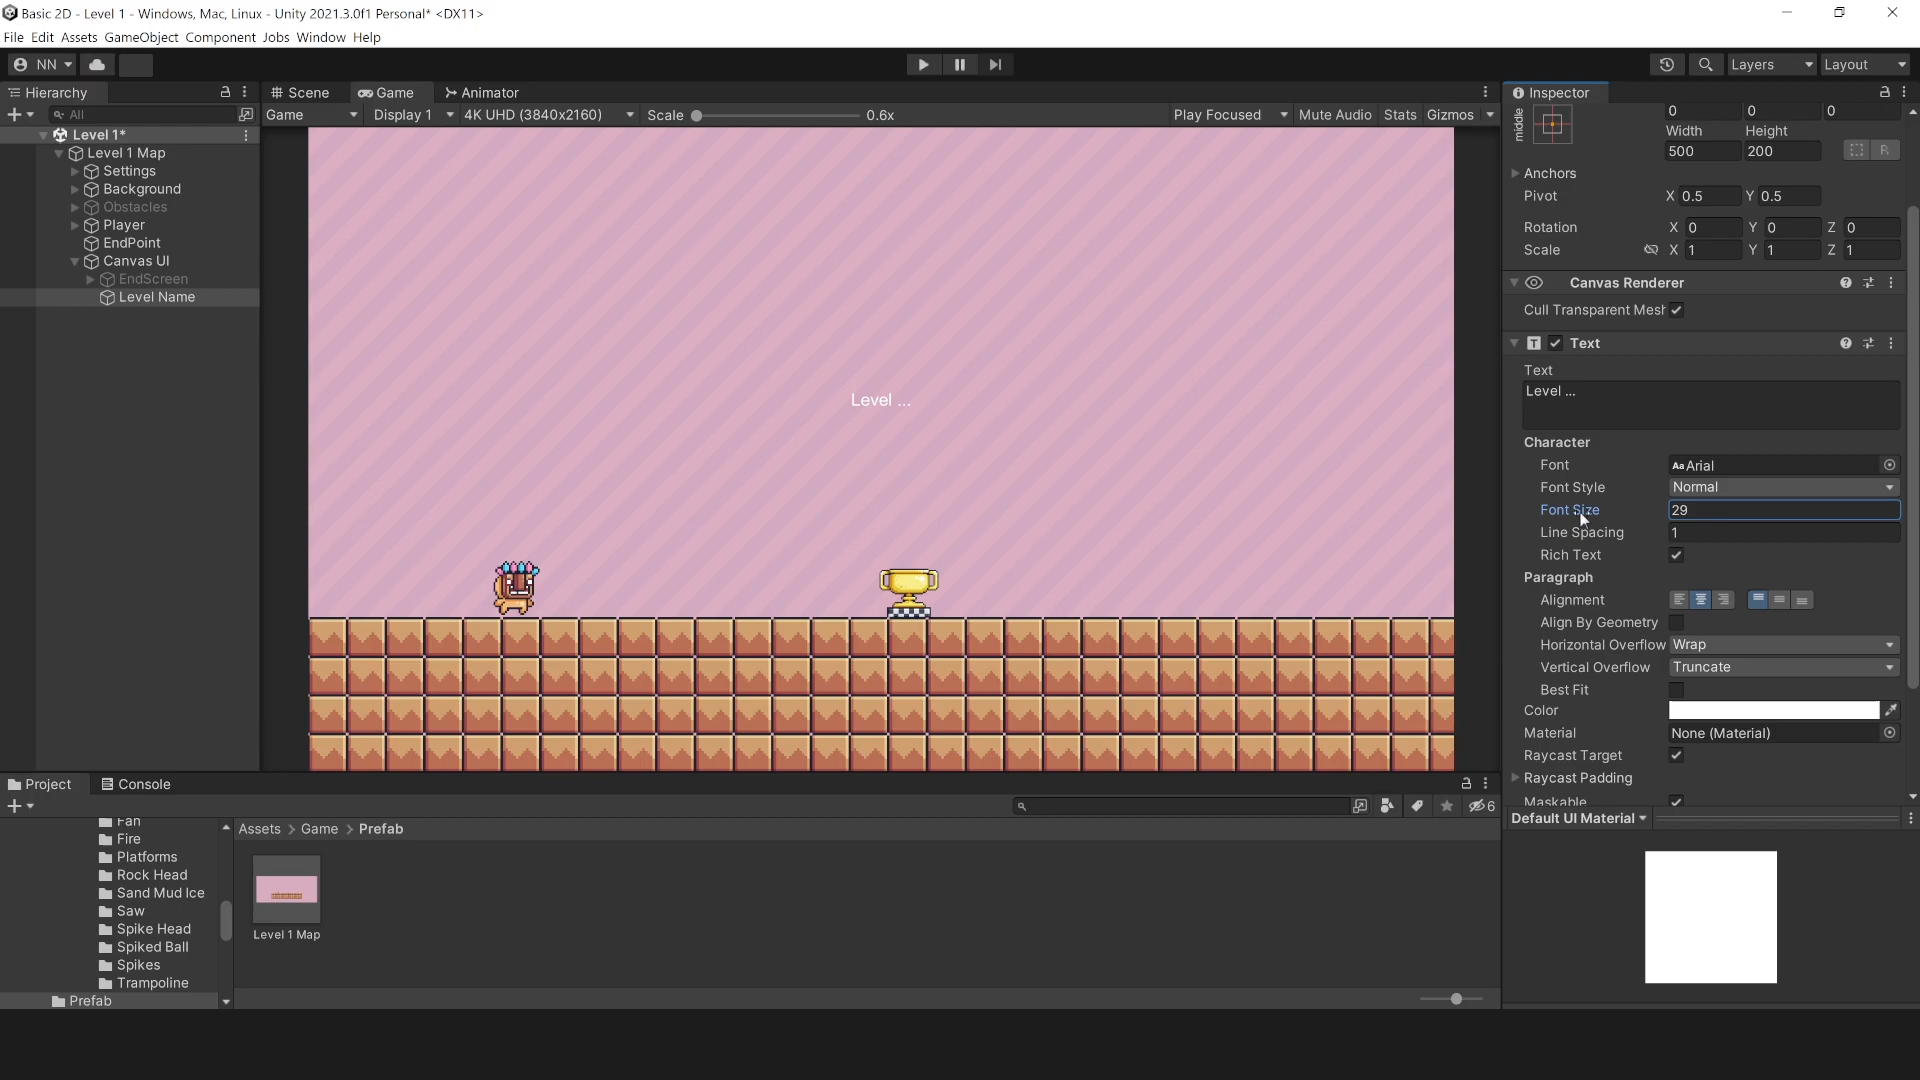 Basic 2D - Level 1 - Windows, Mac, Linux - Unity 2021.3.0f1 Personal* <DX11>
File Edit Assets GameObject Component Jobs Window Help
NN
Layers
Layout
Hierarchy
All
Level 1*
Level 1 Map
Settings
Background
Obstacles
Player
EndPoint
Canvas UI
EndScreen
Level Name
Scene
Game
Animator
Game
Display 1
4K UHD (3840x2160)
Scale
0.6x
Play Focused
Mute Audio
Stats
Gizmos
Level ...
Inspector
middle
0 0 0
Width Height
500 200
R
Anchors
Pivot X 0.5 Y 0.5
Rotation X 0 Y 0 Z 0
Scale X 1 Y 1 Z 1
Canvas Renderer
Cull Transparent Mesh
T Text
Text
Level ...
Character
Font Aa Arial
Font Style Normal
Font Size 29
Line Spacing 1
Rich Text
Paragraph
Alignment
Align By Geometry
Horizontal Overflow Wrap
Vertical Overflow Truncate
Best Fit
Color
Material None (Material)
Raycast Target
Raycast Padding
Maskable
Default UI Material
Project
Console
6
Fan
Fire
Platforms
Rock Head
Sand Mud Ice
Saw
Spike Head
Spiked Ball
Spikes
Trampoline
Prefab
Assets > Game > Prefab
Level 1 Map